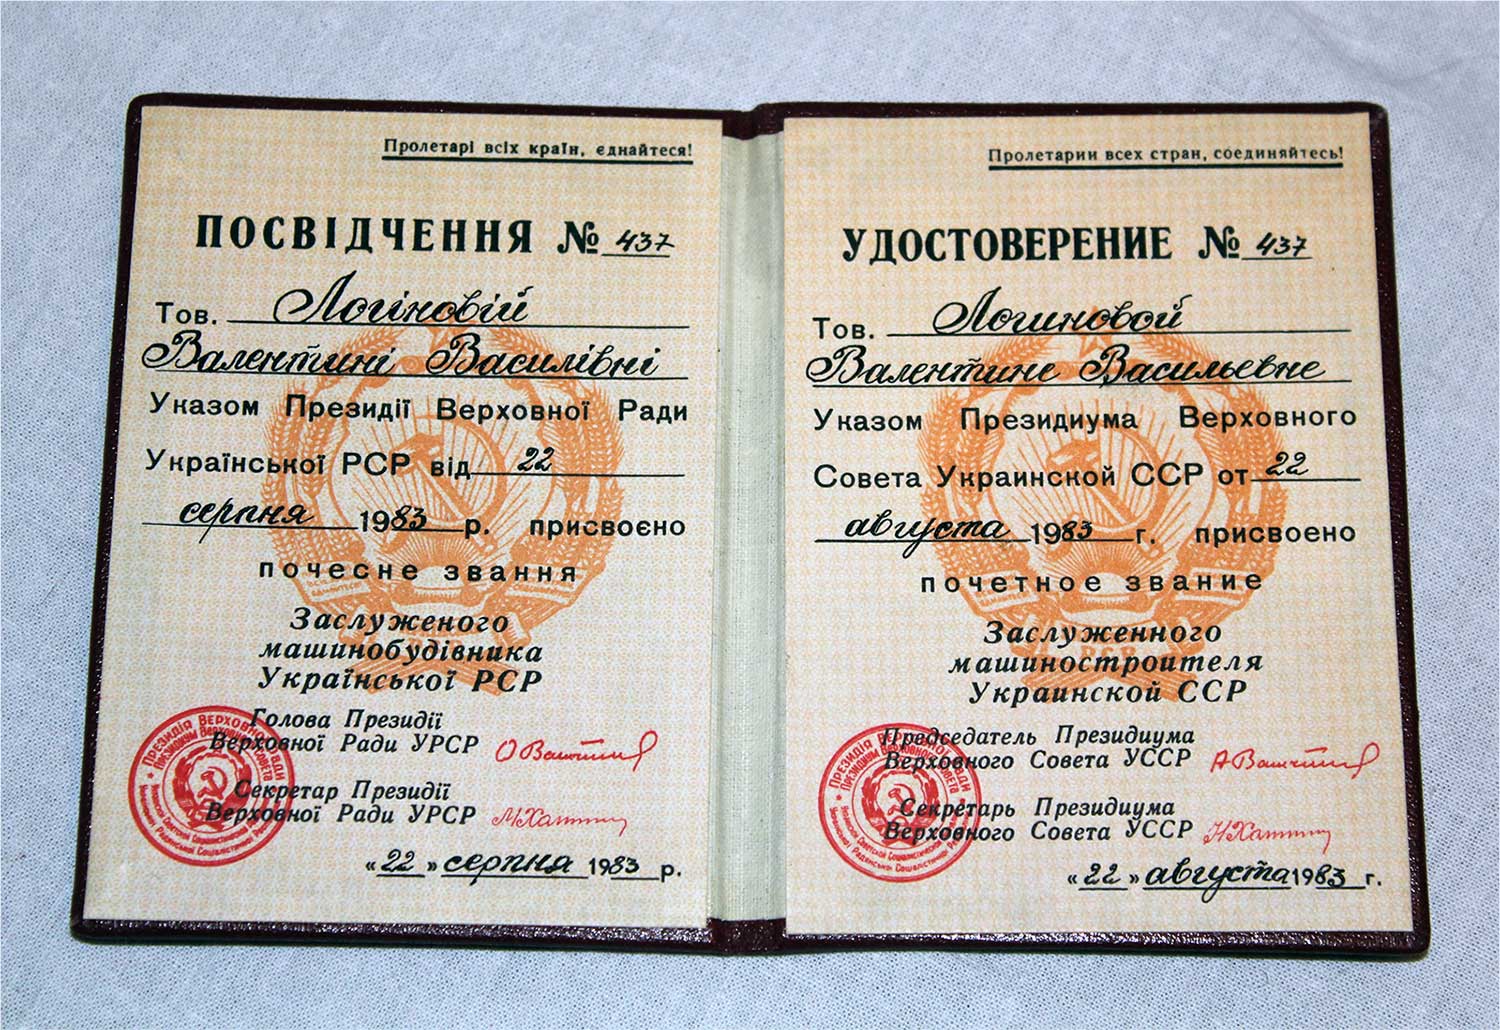 Пролетарі всіх країн, єднайтеся!
ПОСВІДЧЕННЯ № 437
Тов. Логіновій
Валентині Василівні
Указом Президії Верховної Ради
Української РСР від 22
серпня 1983 р. присвоєно
почесне звання
Заслуженого
машинобудівника
Української РСР
Голова Президії
Верховної Ради УРСР
Секретар Президії
Верховної Ради УРСР
«22» серпня 1983 р.
Пролетарии всех стран, соединяйтесь!
УДОСТОВЕРЕНИЕ № 437
Тов. Логиновой
Валентине Васильевне
Указом Президиума Верховного
Совета Украинской ССР от 22
августа 1983 г. присвоено
почетное звание
Заслуженного
машиностроителя
Украинской ССР
Председатель Президиума
Верховного Совета УССР
Секретарь Президиума
Верховного Совета УССР
«22» августа 1983 г.